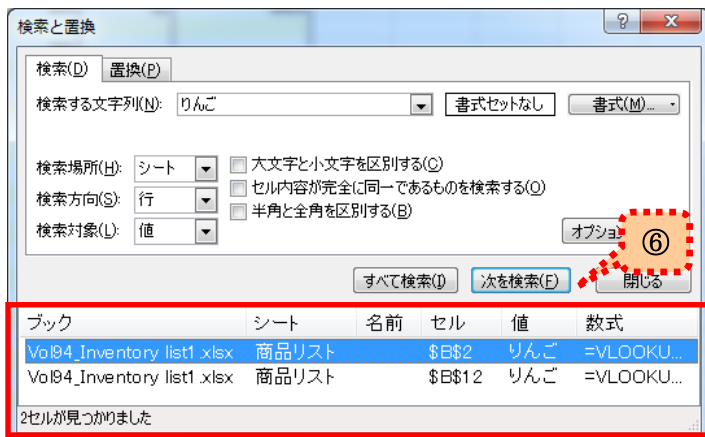 検索と置換
検索(D) 置換(P)
検索する文字列(N): りんご 書式セットなし 書式(M)...
検索場所(H): シート 大文字と小文字を区別する(C)
検索方向(S): 行 セル内容が完全に同一であるものを検索する(O)
検索対象(L): 値 半角と全角を区別する(B)
オプション
⑥
すべて検索(I) 次を検索(F) 閉じる
ブック シート 名前 セル 値 数式
Vol94_Inventory list1.xlsx 商品リスト $B$2 りんご =VLOOKU...
Vol94_Inventory list1.xlsx 商品リスト $B$12 りんご =VLOOKU...
2セルが見つかりました